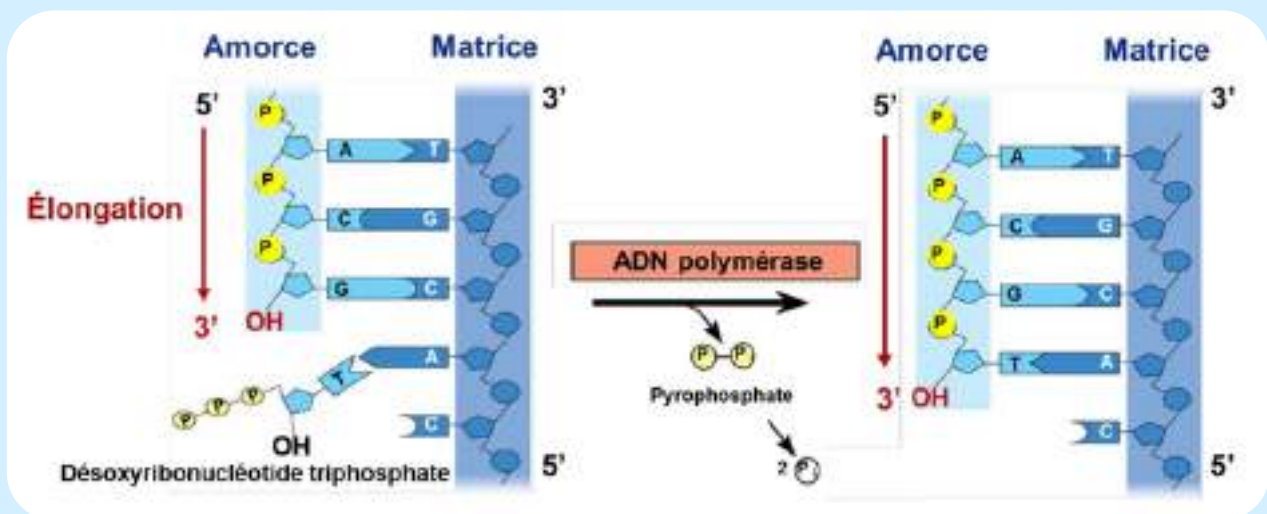 Amorce Matrice
5' 3'
P
A T
P
Élongation
C G
P
G C
3' OH
A
T
P P P
C
OH
Désoxyribonucléotide triphosphate
5'
ADN polymérase
P P
Pyrophosphate
2 P
Amorce Matrice
5' 3'
P
A T
P
C G
P
G C
P
T A
3' OH
C
5'